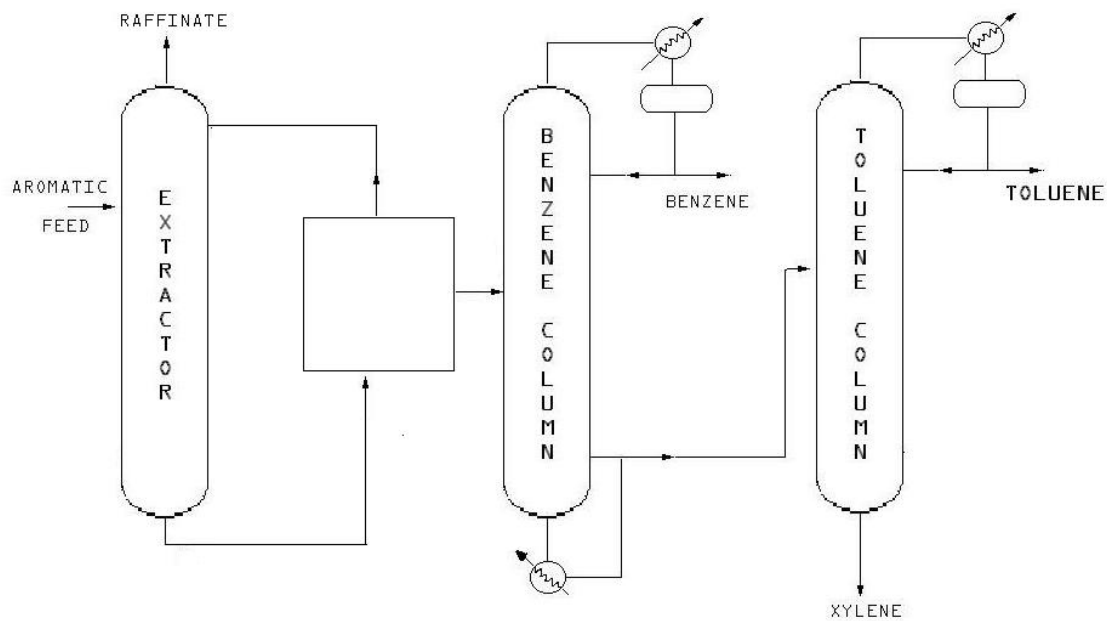 RAFFINATE
AROMATIC
FEED
EXTRACTOR
BENZENE COLUMN
BENZENE
TOLUENE COLUMN
TOLUENE
XYLENE